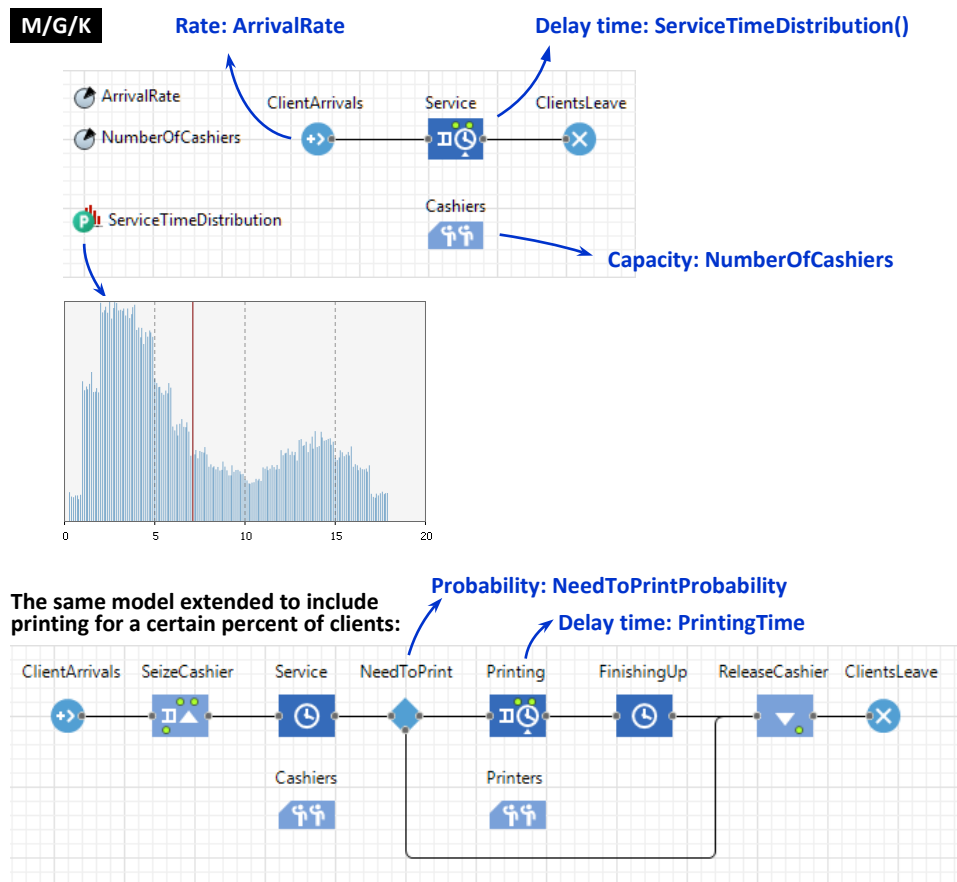 M/G/K
Rate: ArrivalRate
Delay time: ServiceTimeDistribution()
ArrivalRate
ClientArrivals
Service
ClientsLeave
NumberOfCashiers
ServiceTimeDistribution
Cashiers
Capacity: NumberOfCashiers
0 5 10 15 20
Probability: NeedToPrintProbability
The same model extended to include
printing for a certain percent of clients:
Delay time: PrintingTime
ClientArrivals
SeizeCashier
Service
NeedToPrint
Printing
FinishingUp
ReleaseCashier
ClientsLeave
Cashiers
Printers